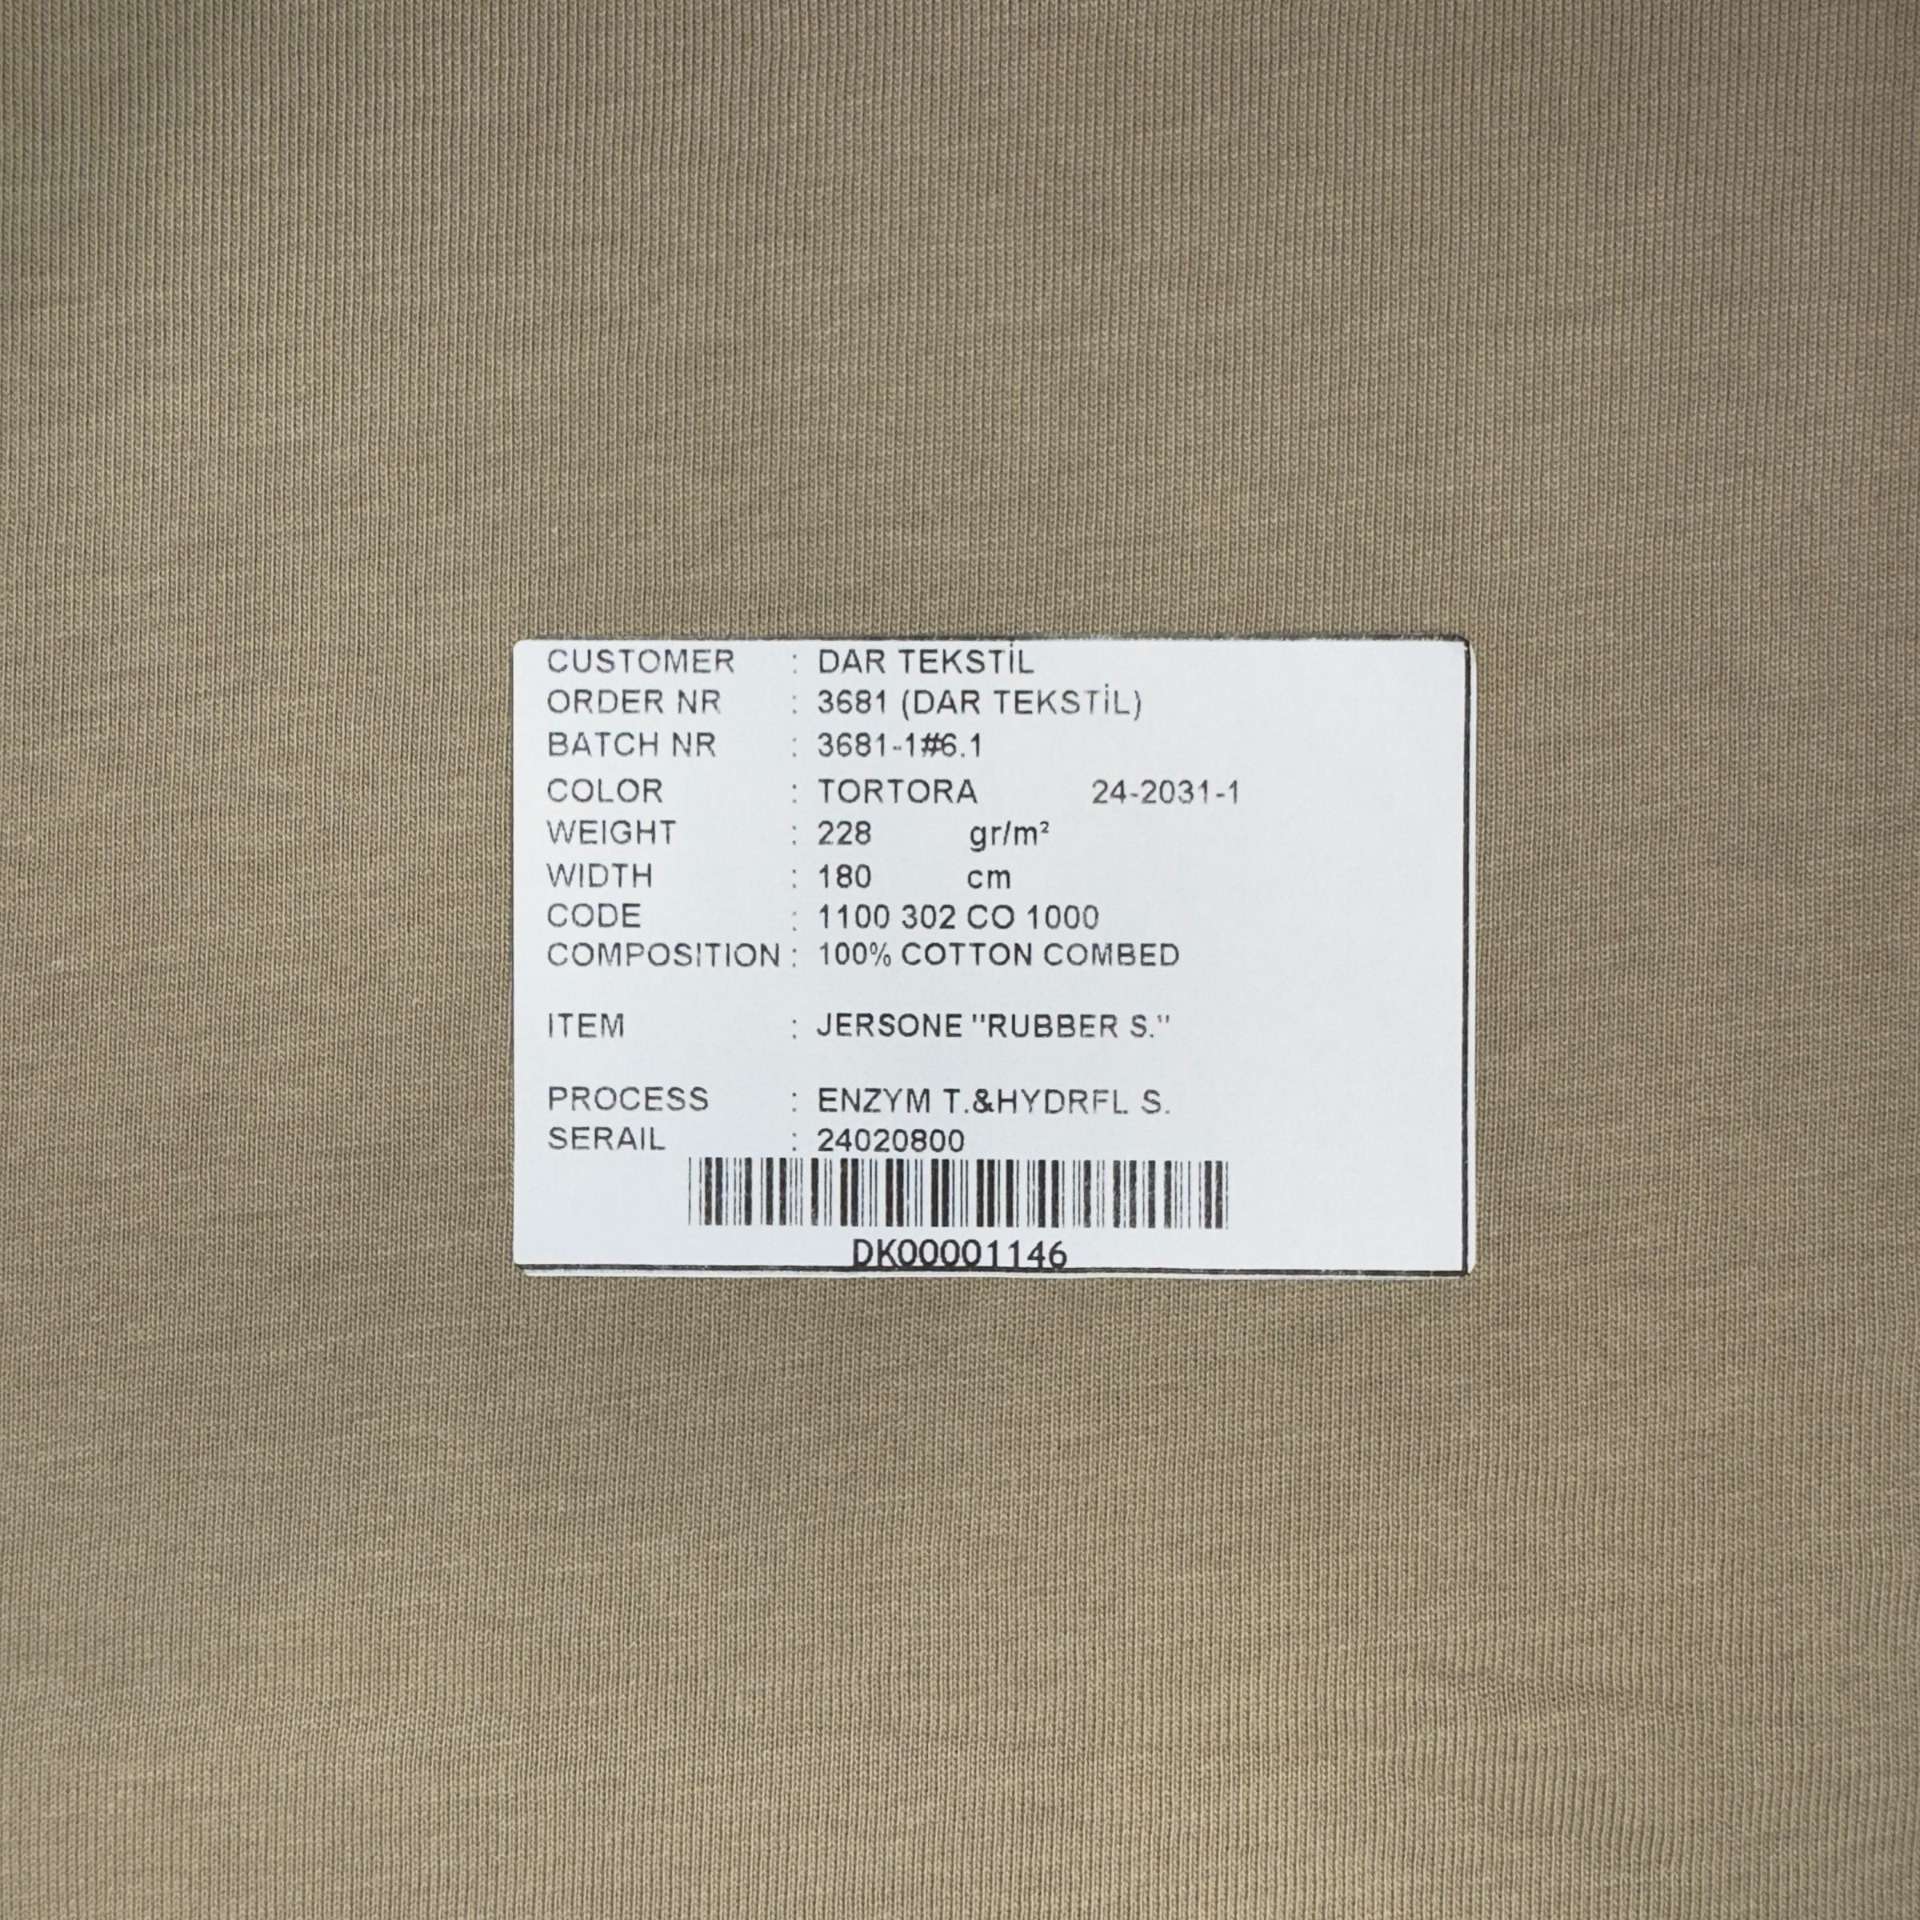 CUSTOMER : DAR TEKSTİL
ORDER NR : 3681 (DAR TEKSTİL)
BATCH NR : 3681-1#6.1
COLOR : TORTORA 24-2031-1
WEIGHT : 228 gr/m²
WIDTH : 180 cm
CODE : 1100 302 CO 1000
COMPOSITION : 100% COTTON COMBED
ITEM : JERSONE "RUBBER S."
PROCESS : ENZYM T.&HYDRFL S.
SERAIL : 24020800
DK00001146